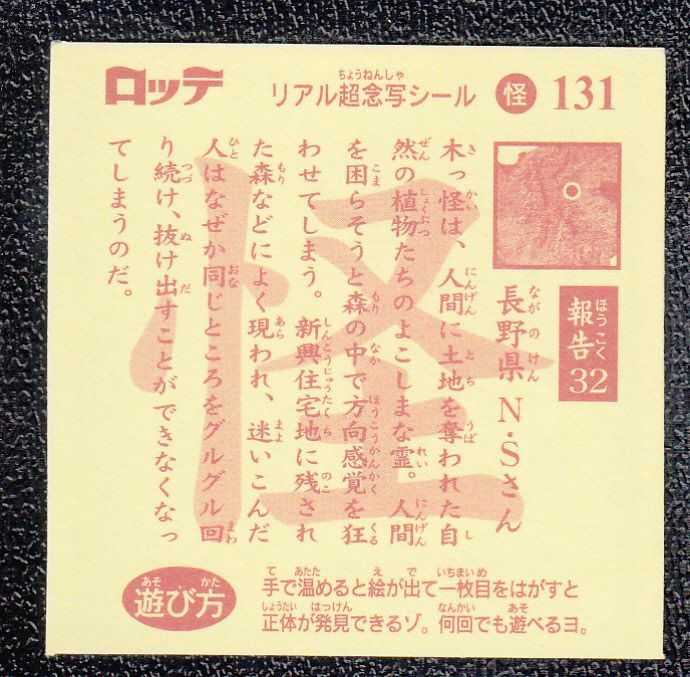 ロッテ
リアル超念写シール
怪
131
報告32
長野県 N・Sさん
木っ怪は、人間に土地を奪われた自
然の植物たちのよこしまな霊。人間
を困らそうと森の中で方向感覚を狂
わせてしまう。新興住宅地に残され
た森などによく現われ、迷いこんだ
人はなぜか同じところをグルグル回
り続け、抜け出すことができなくなっ
てしまうのだ。
怪
遊び方
手で温めると絵が出て一枚目をはがすと
正体が発見できるゾ。何回でも遊べるヨ。